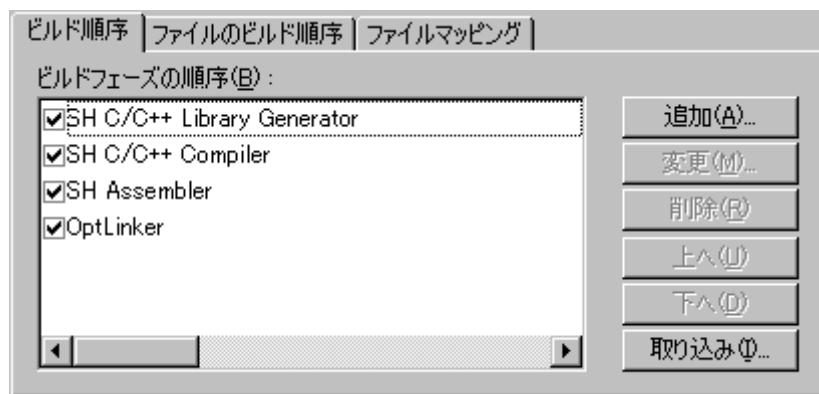 ビルド順序 ファイルのビルド順序 ファイルマッピング
ビルドフェーズの順序(B) :
SH C/C++ Library Generator
SH C/C++ Compiler
SH Assembler
OptLinker
追加(A)...
変更(M)...
削除(R)
上へ(U)
下へ(D)
取り込み(I)...